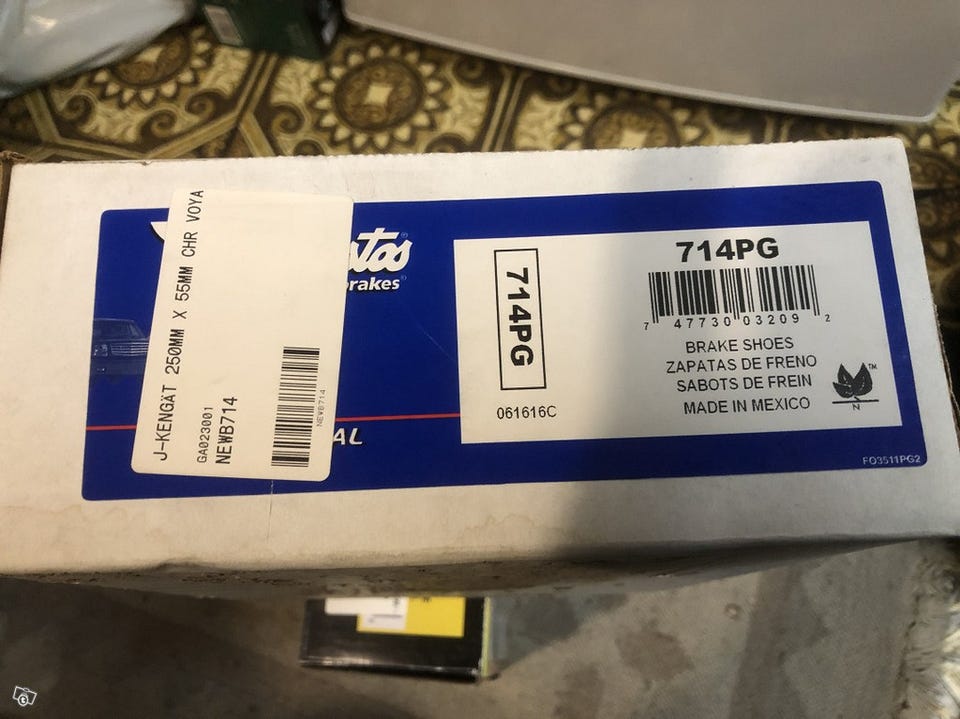 J-KENGÄT 250MM X 55MM CHR VOYA
GA023001
NEWB714
NEWB714
rakes
AL
714PG
061616C
714PG
7 47730 03209 2
BRAKE SHOES
ZAPATAS DE FRENO
SABOTS DE FREIN
MADE IN MEXICO
TM
N
FO3511PG2